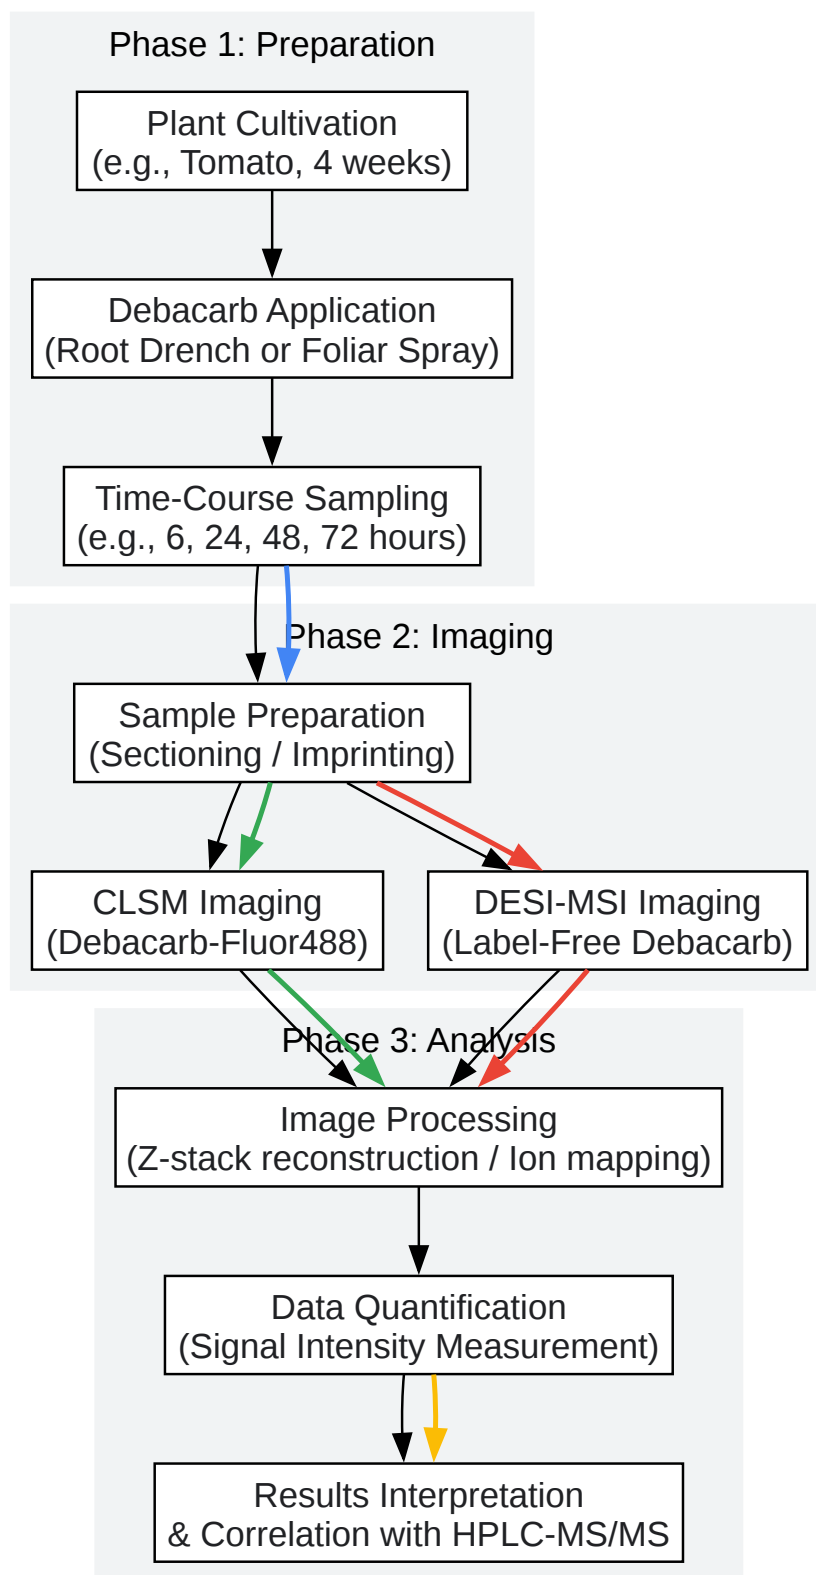 Phase 1: Preparation
Plant Cultivation
(e.g., Tomato, 4 weeks)
Debacarb Application
(Root Drench or Foliar Spray)
Time-Course Sampling
(e.g., 6, 24, 48, 72 hours)
Phase 2: Imaging
Sample Preparation
(Sectioning / Imprinting)
CLSM Imaging
(Debacarb-Fluor488)
DESI-MSI Imaging
(Label-Free Debacarb)
Phase 3: Analysis
Image Processing
(Z-stack reconstruction / Ion mapping)
Data Quantification
(Signal Intensity Measurement)
Results Interpretation
& Correlation with HPLC-MS/MS